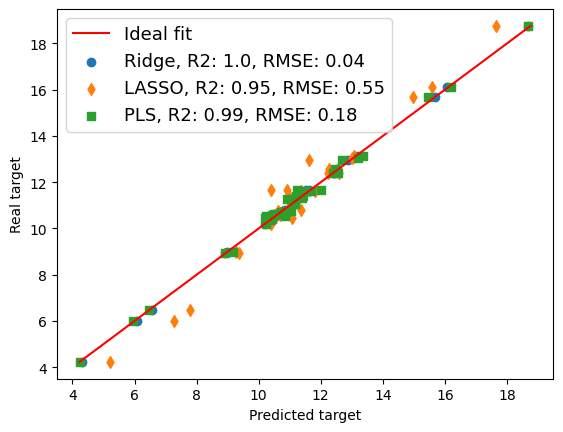 Ideal fit
Ridge, R2: 1.0, RMSE: 0.04
LASSO, R2: 0.95, RMSE: 0.55
PLS, R2: 0.99, RMSE: 0.18
Real target
18
16
14
12
10
8
6
4
4 6 8 10 12 14 16 18
Predicted target